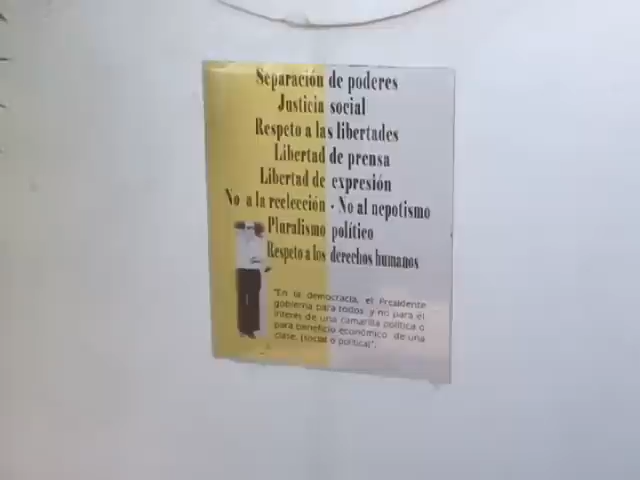 Separación de poderes
Justicia social
Respeto a las libertades
Libertad de prensa
Libertad de expresión
No a la reelección - No al nepotismo
Pluralismo político
Respeto a los derechos humanos
"En la democracia, el Presidente
gobierna para todos y no para el
interés de una camarilla política o
para beneficio económico de una
clase, (social o política)".